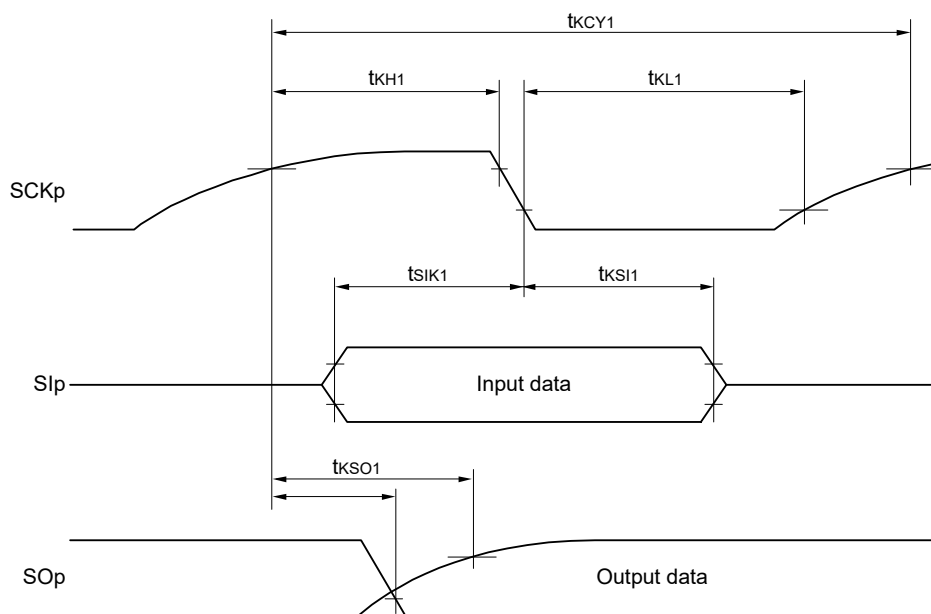 tKCY1
tKH1
tKL1
SCKp
tSIK1
tKSI1
SIp
Input data
tKSO1
SOp
Output data